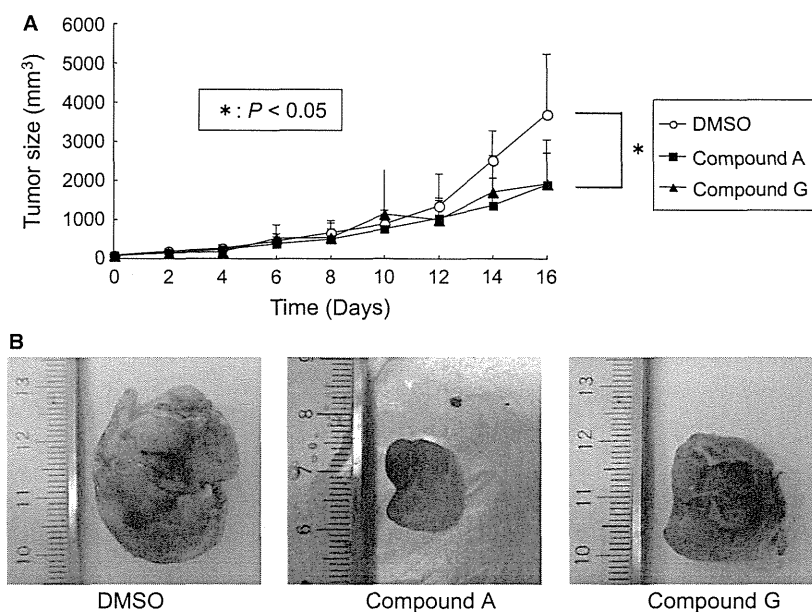 A
6000
5000
4000
3000
2000
1000
0
Tumor size (mm³)
*: P < 0.05
*
DMSO
Compound A
Compound G
0 2 4 6 8 10 12 14 16
Time (Days)
B
13
12
11
10
8
7
6
13
12
11
10
DMSO
Compound A
Compound G